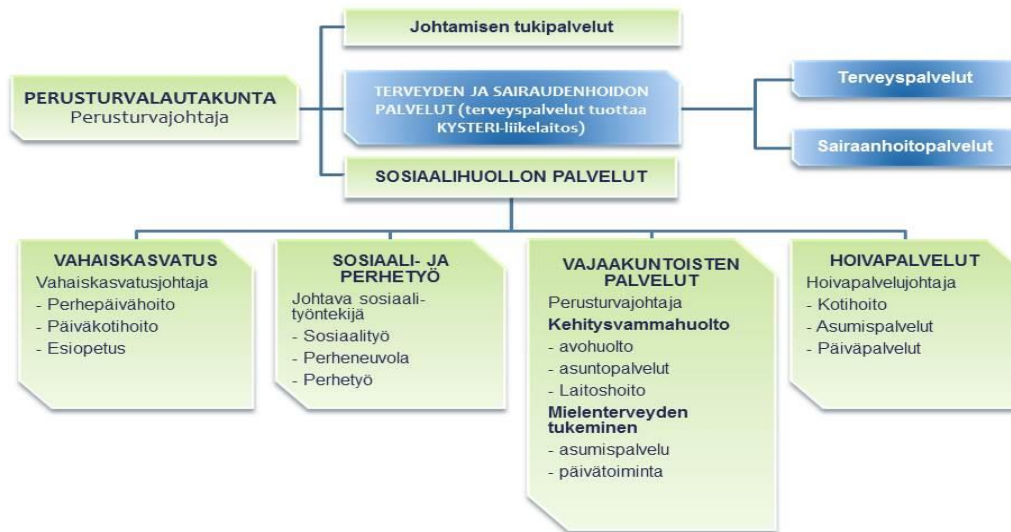 Johtamisen tukipalvelut
PERUSTURVALAUTAKUNTA
Perusturvajohtaja
TERVEYDEN JA SAIRAUDENHOIDON
PALVELUT (terveyspalvelut tuottaa
KYSTERI-liikelaitos)
Terveyspalvelut
Sairaanhoitopalvelut
SOSIAALIHUOLLON PALVELUT
VAHAISKASVATUS
Vahaiskasvatusjohtaja
- Perhepäivähoito
- Päiväkotihoito
- Esiopetus
SOSIAALI- JA
PERHETYÖ
Johtava sosiaali-
työntekijä
- Sosiaalityö
- Perheneuvola
- Perhetyö
VAJAAKUNTOISTEN
PALVELUT
Perusturvajohtaja
Kehitysvammahuolto
- avohuolto
- asuntopalvelut
- Laitoshoito
Mielenterveyden
tukeminen
- asumispalvelu
- päivätoiminta
HOIVAPALVELUT
Hoivapalvelujohtaja
- Kotihoito
- Asumispalvelut
- Päiväpalvelut